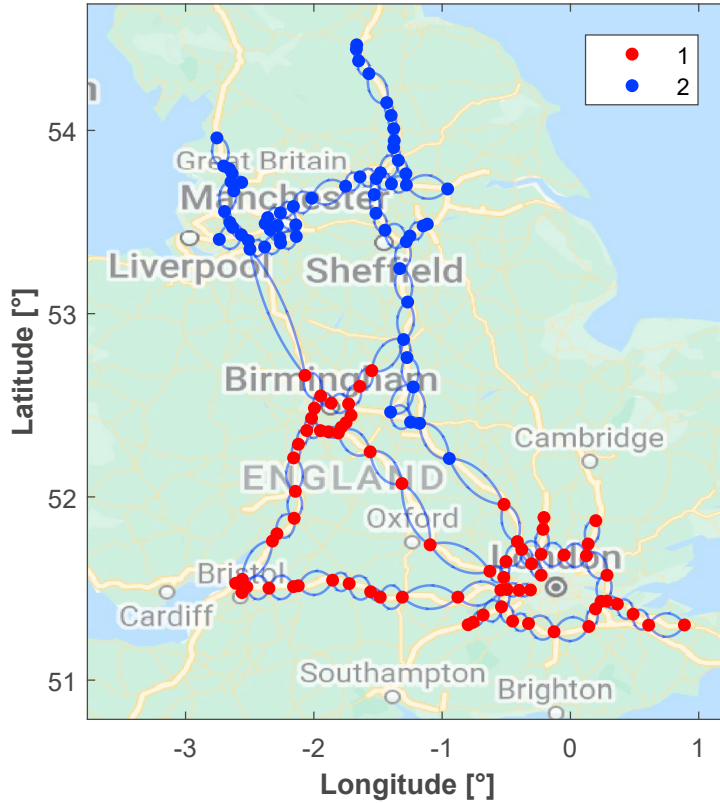 1
2
n
54
Great Britain
Manchester
Liverpool
Sheffield
53
Birmingham
Latitude [°]
Cambridge
ENGLAND
52
Oxford
London
Bristol
Cardiff
Southampton
51
Brighton
-3
-2
-1
0
1
Longitude [°]